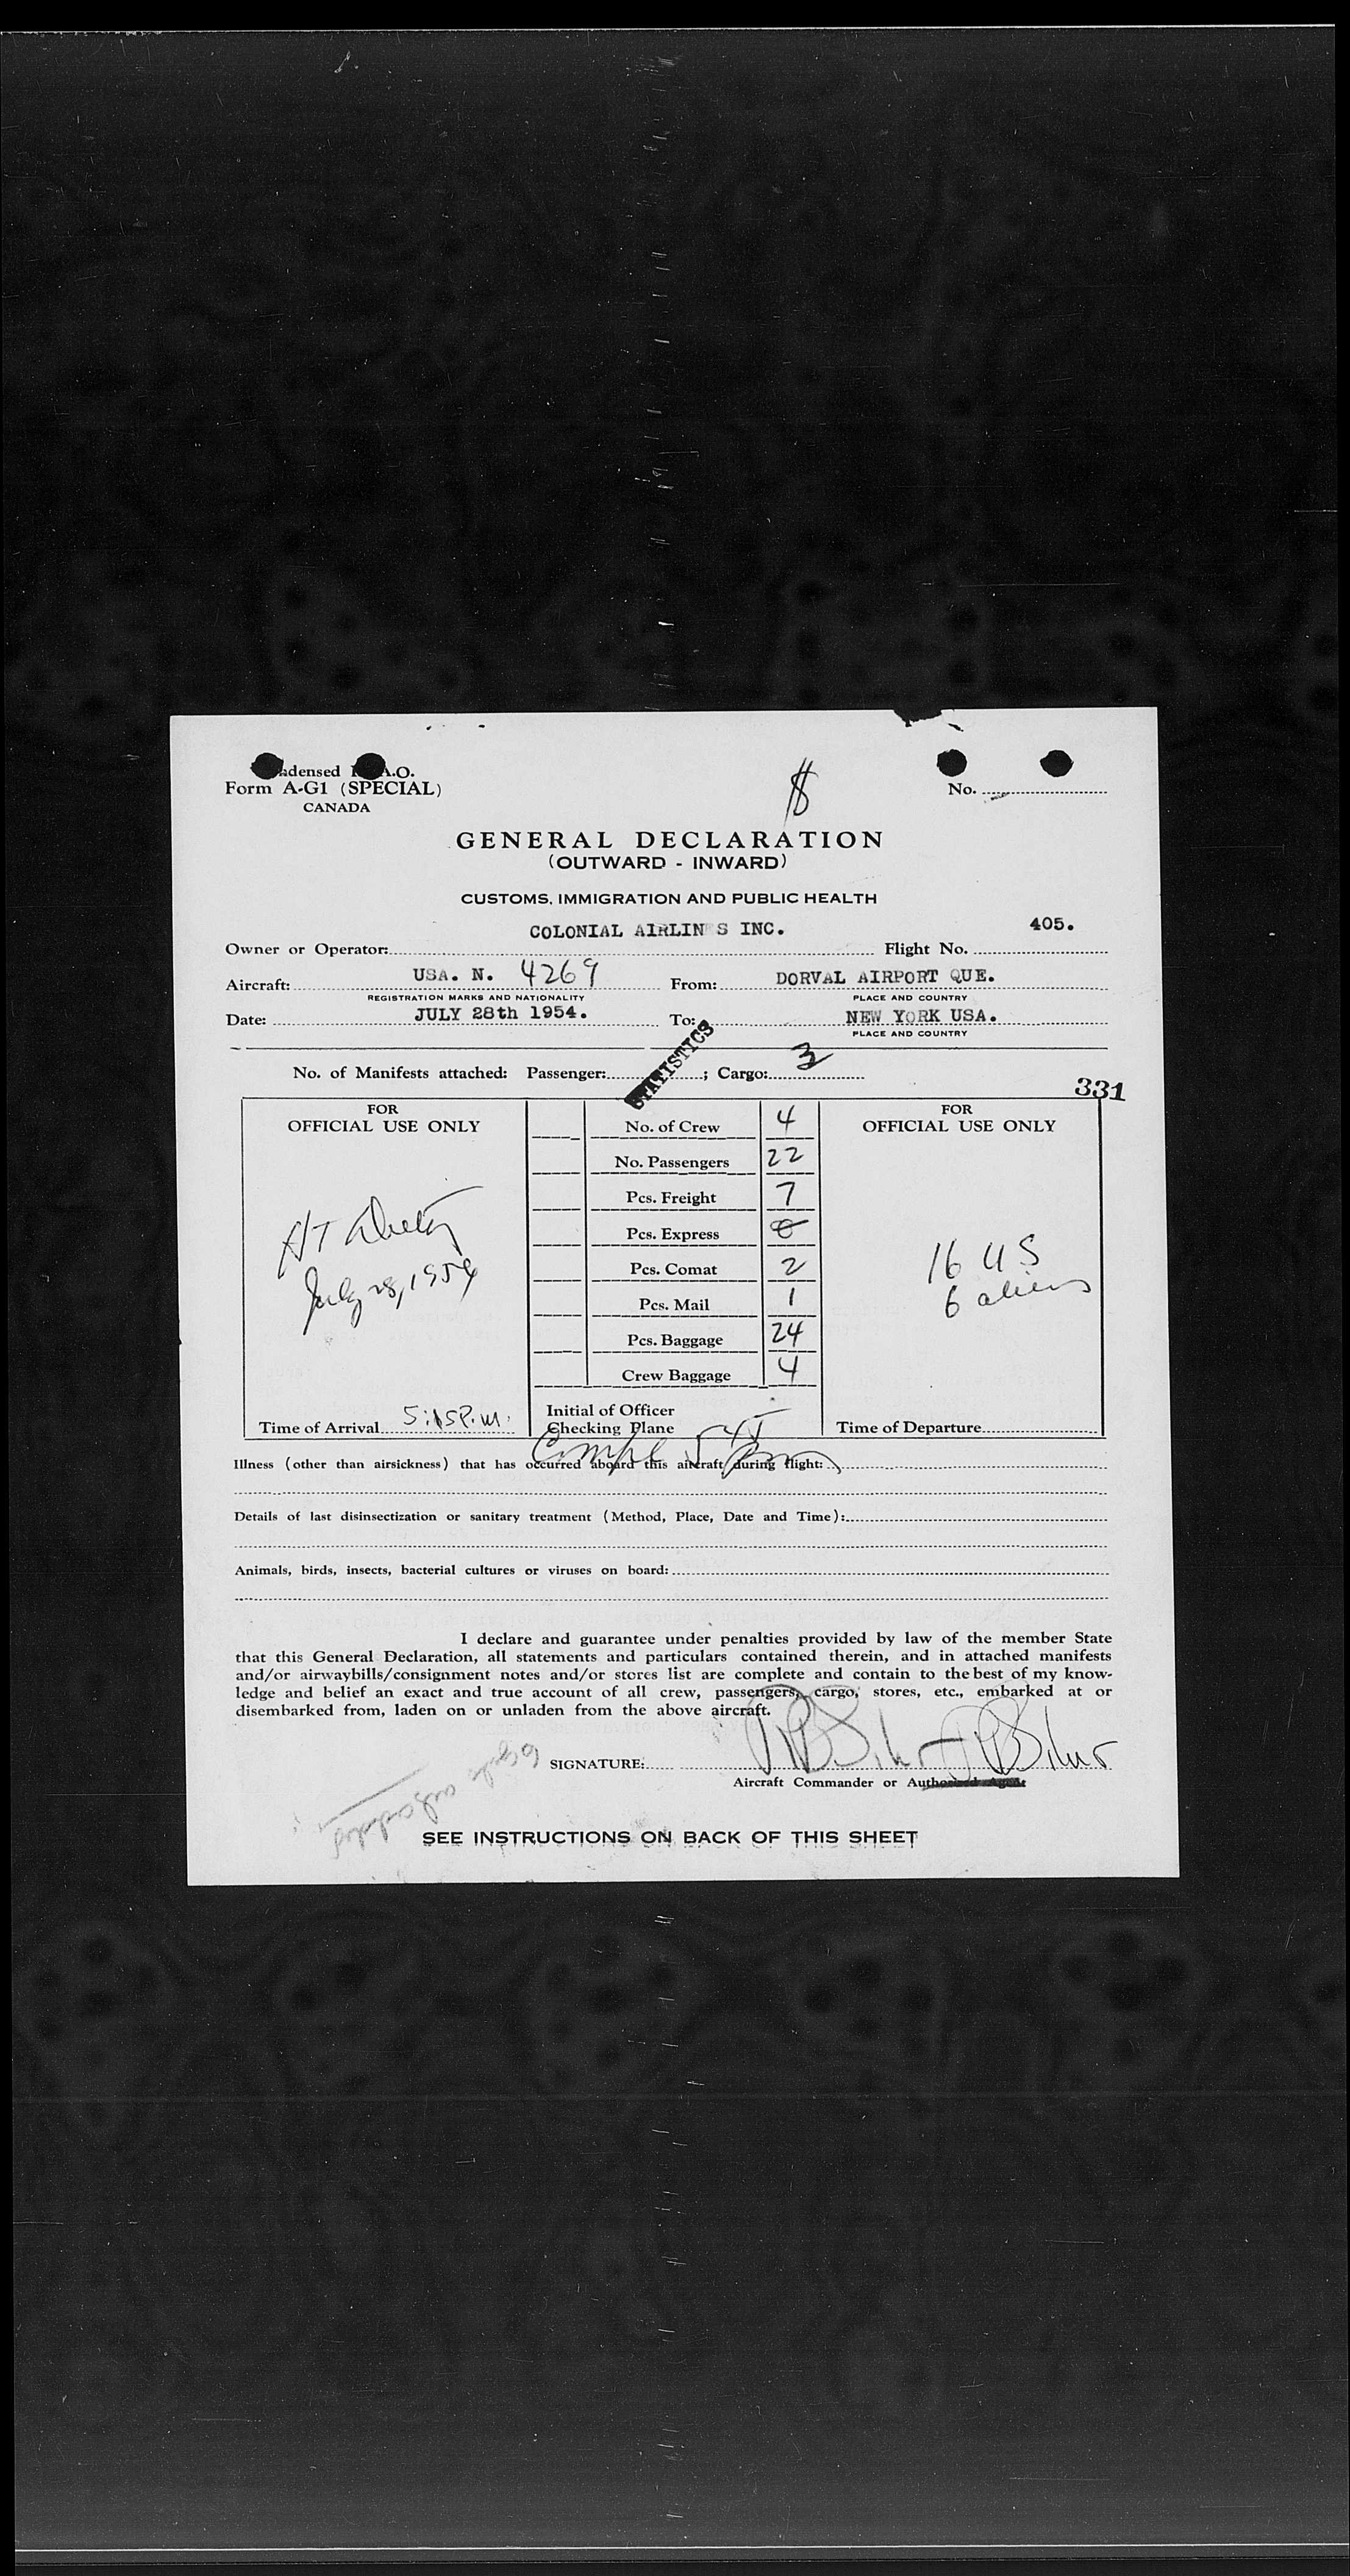 Form A-G1 (SPECIAL)
CANADA
No.
GENERAL DECLARATION
(OUTWARD - INWARD)
CUSTOMS, IMMIGRATION AND PUBLIC HEALTH
Owner or Operator: COLONIAL AIRLIN S INC. Flight No. 405.
Aircraft: USA. N. 4269 From: DORVAL AIRPORT QUE.
REGISTRATION MARKS AND NATIONALITY PLACE AND COUNTRY
Date: JULY 28th 1954. To: NEW YORK USA.
PLACE AND COUNTRY
STATISTICS
No. of Manifests attached: Passenger: ; Cargo: 3
331
FOR OFFICIAL USE ONLY
July 28, 1954
Time of Arrival 5:15 P.M.
No. of Crew 4
No. Passengers 22
Pcs. Freight 7
Pcs. Express 0
Pcs. Comat 2
Pcs. Mail 1
Pcs. Baggage 24
Crew Baggage 4
Initial of Officer
Checking Plane
FOR OFFICIAL USE ONLY
16 US
6 aliens
Time of Departure
Compl 5 45 pm
Illness (other than airsickness) that has occurred aboard this aircraft during flight:
Details of last disinsectization or sanitary treatment (Method, Place, Date and Time):
Animals, birds, insects, bacterial cultures or viruses on board:
I declare and guarantee under penalties provided by law of the member State
that this General Declaration, all statements and particulars contained therein, and in attached manifests
and/or airwaybills/consignment notes and/or stores list are complete and contain to the best of my know-
ledge and belief an exact and true account of all crew, passengers, cargo, stores, etc., embarked at or
disembarked from, laden on or unladen from the above aircraft.
SIGNATURE:
Aircraft Commander or Authorized Agent
SEE INSTRUCTIONS ON BACK OF THIS SHEET